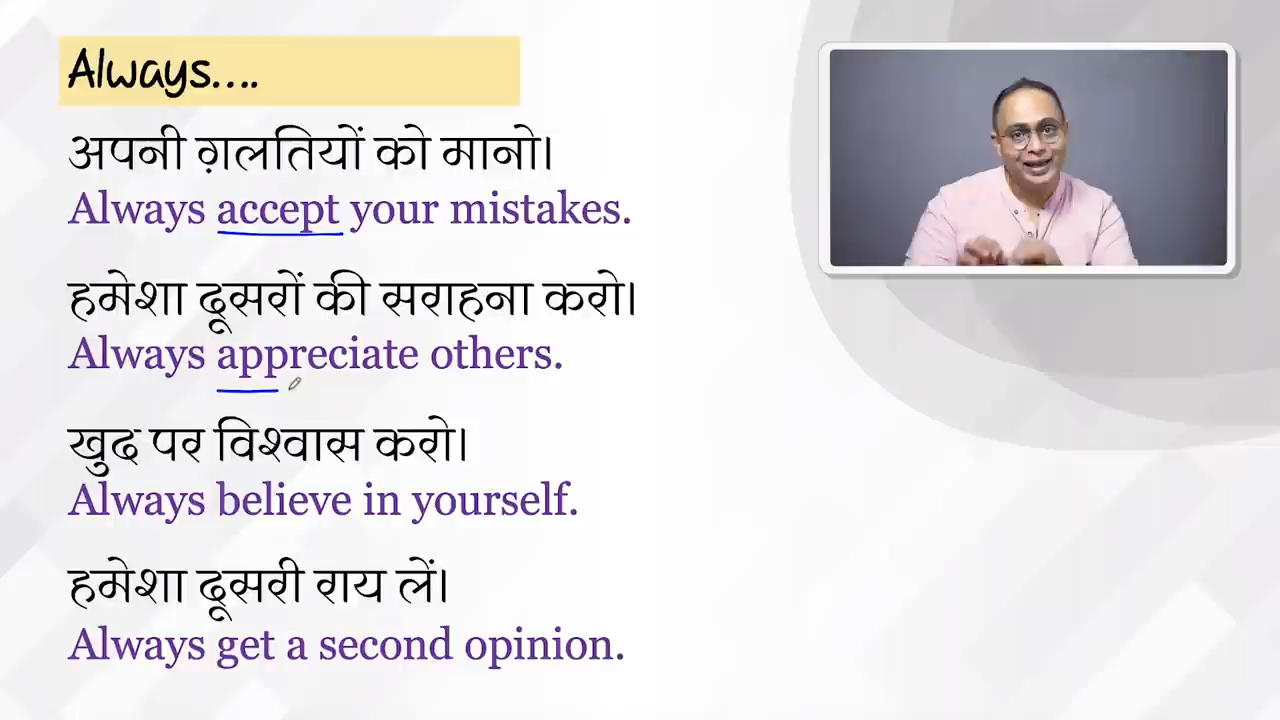 Always....
अपनी ग़लतियों को मानो।
Always accept your mistakes.
हमेशा दूसरों की सराहना करो।
Always appreciate others.
खुद पर विश्वास करो।
Always believe in yourself.
हमेशा दूसरी राय लें।
Always get a second opinion.